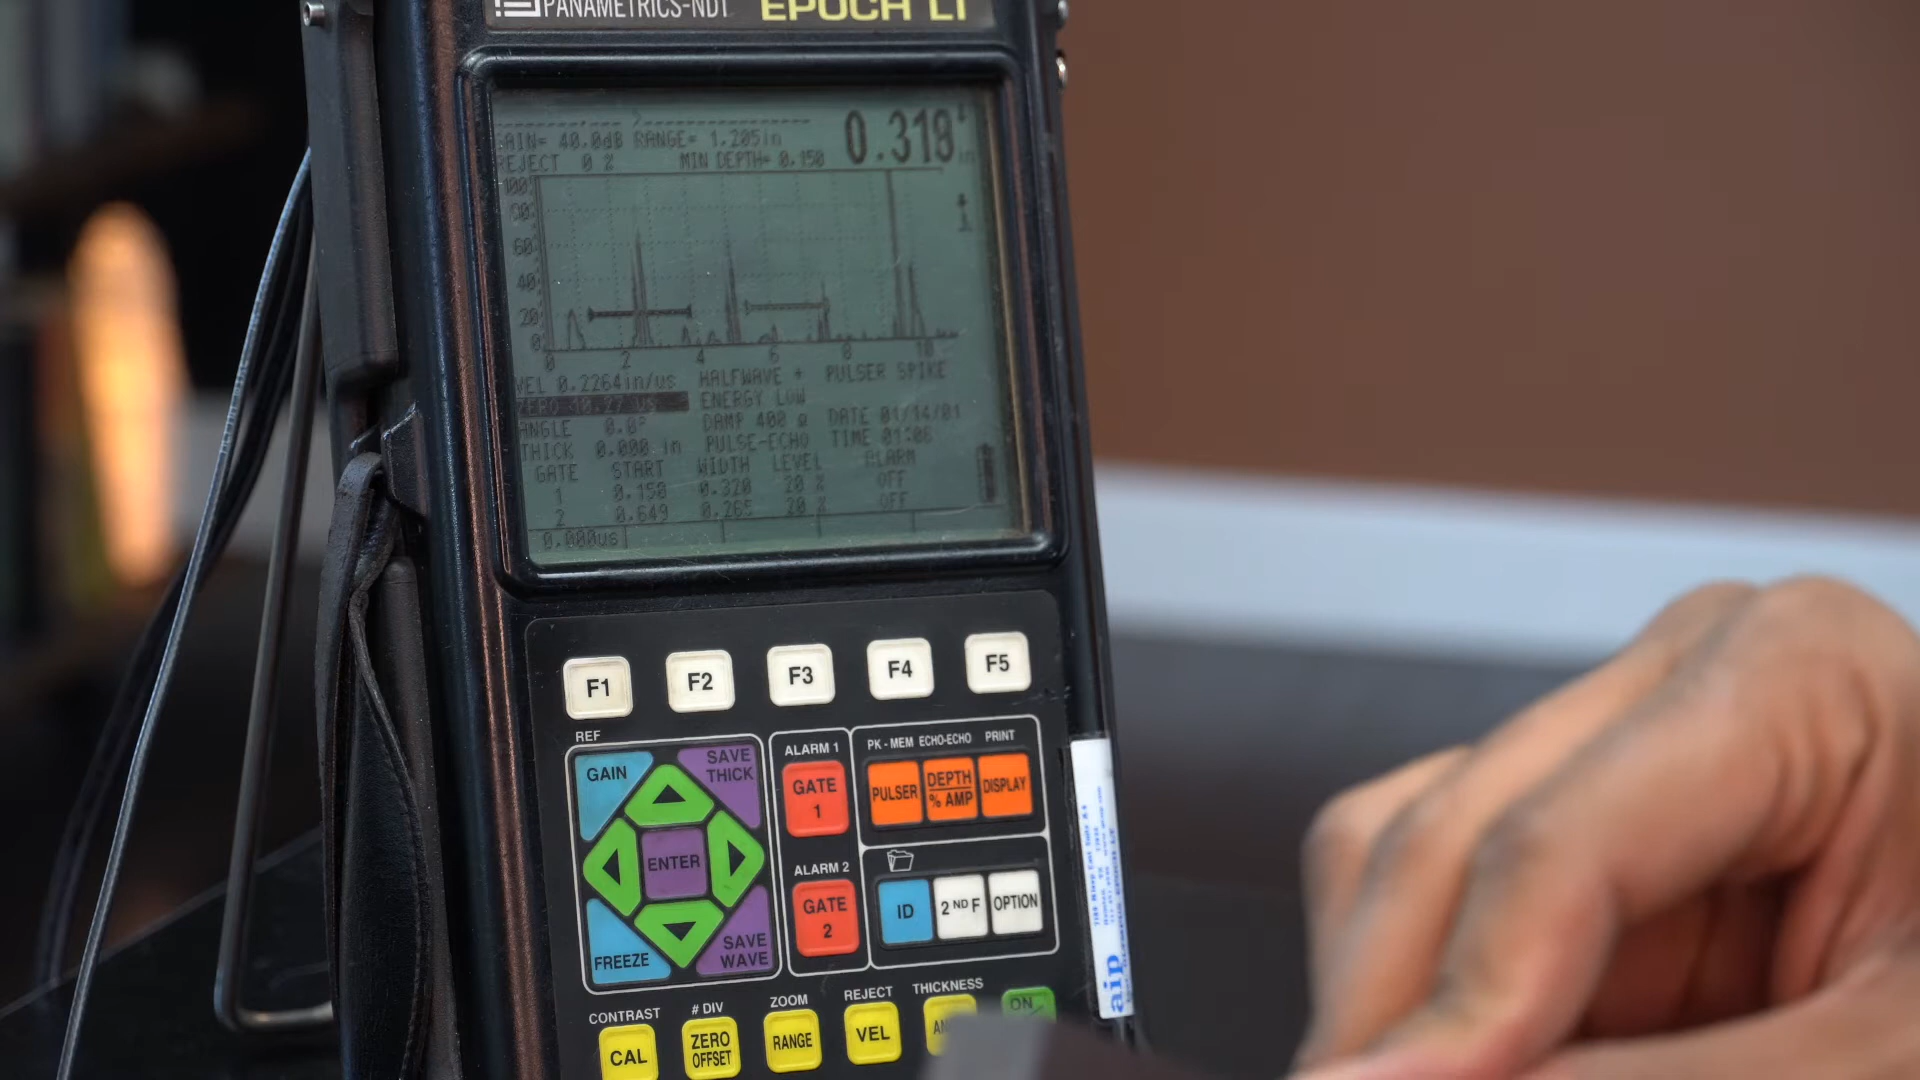 PANAMETRICS-NDT EPOCH LT
GAIN= 40.0dB RANGE= 1.205in
0.319 in
REJECT 0 % MIN DEPTH= 0.150
100
80
60
40
20
0
0 2 4 6 8 10
VEL 0.2264in/us HALFWAVE + PULSER SPIKE
ZERO 10.27 us ENERGY LOW
ANGLE 0.0° DAMP 400 Ω DATE 01/14/01
THICK 0.000 in PULSE-ECHO TIME 01:06
GATE START WIDTH LEVEL ALARM
1 0.150 0.320 20 % OFF
2 0.649 0.265 20 % OFF
0.000us
F1 F2 F3 F4 F5
REF
GAIN
SAVE
THICK
ENTER
FREEZE
SAVE
WAVE
ALARM 1
GATE
1
ALARM 2
GATE
2
PK - MEM ECHO-ECHO PRINT
PULSER
DEPTH
% AMP
DISPLAY
ID
2ND F
OPTION
CONTRAST # DIV ZOOM REJECT THICKNESS
CAL
ZERO
OFFSET
RANGE
VEL
ON
aip